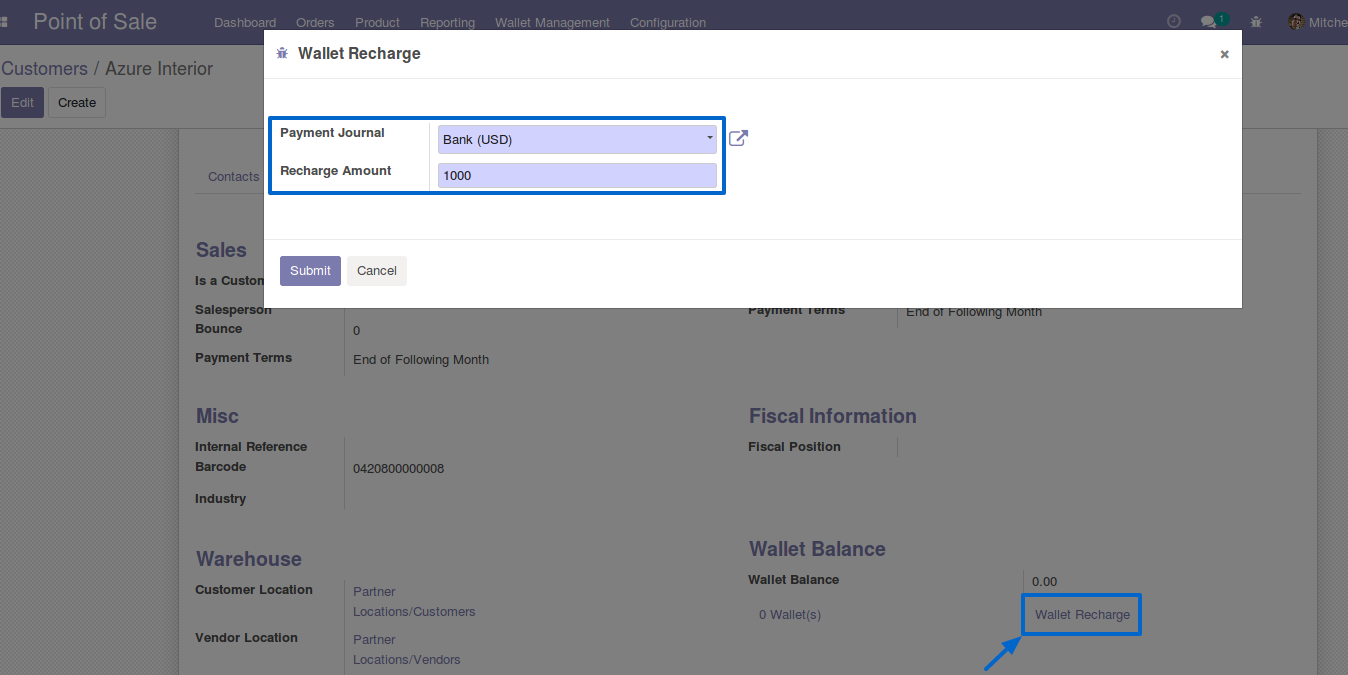 Point of Sale Dashboard Orders Product Reporting Wallet Management Configuration 1 Mitche
Wallet Recharge ×
Customers / Azure Interior
Edit Create
Payment Journal Bank (USD)
Recharge Amount 1000
Contacts
Submit Cancel
Sales
Is a Custom
Salesperson
Bounce 0
Payment Terms End of Following Month
Payment Terms End of Following Month
Misc
Internal Reference
Barcode 0420800000008
Industry
Fiscal Information
Fiscal Position
Warehouse
Customer Location Partner
Locations/Customers
Vendor Location Partner
Locations/Vendors
Wallet Balance
Wallet Balance 0.00
0 Wallet(s) Wallet Recharge